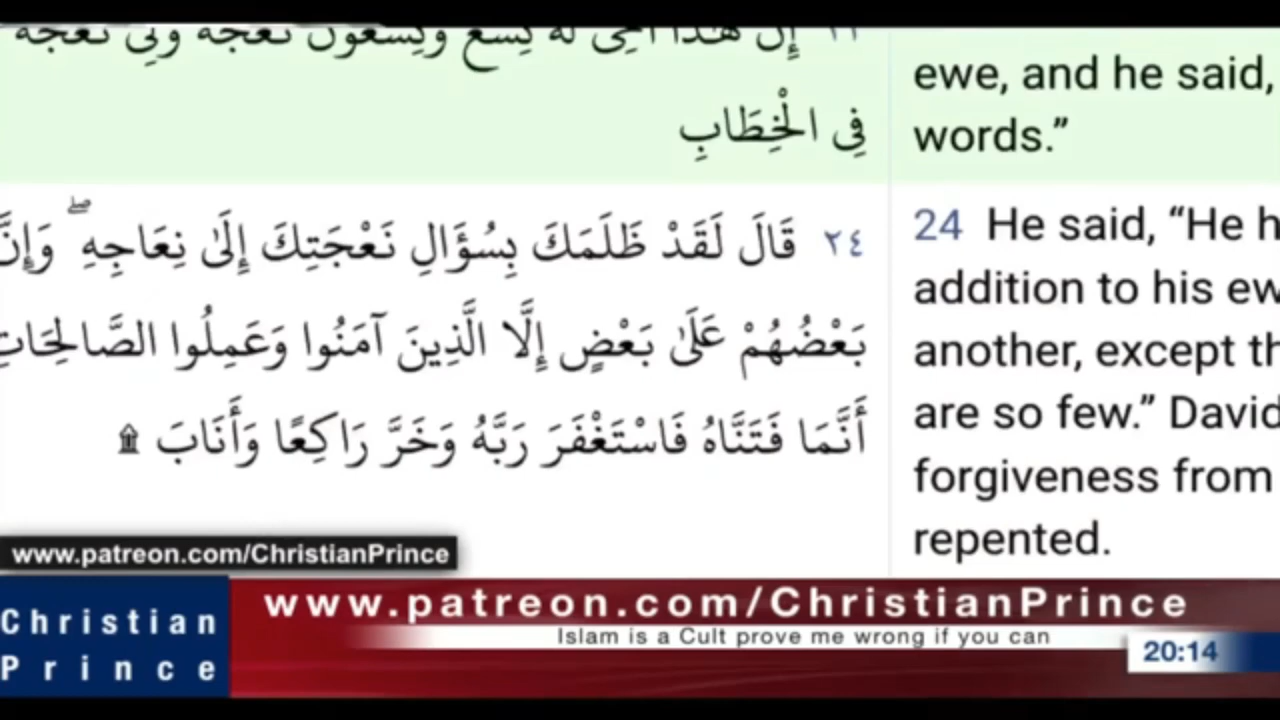 ٢٣ إِنَّ هَٰذَا أَخِي لَهُ تِسْعٌ وَتِسْعُونَ نَعْجَةً وَلِيَ نَعْجَةٌ
فِي الْخِطَابِ
ewe, and he said,
words.”
٢٤ قَالَ لَقَدْ ظَلَمَكَ بِسُؤَالِ نَعْجَتِكَ إِلَىٰ نِعَاجِهِ ۖ وَإِنَّ
بَعْضُهُمْ عَلَىٰ بَعْضٍ إِلَّا الَّذِينَ آمَنُوا وَعَمِلُوا الصَّالِحَاتِ
أَنَّمَا فَتَنَّاهُ فَاسْتَغْفَرَ رَبَّهُ وَخَرَّ رَاكِعًا وَأَنَابَ ۩
24 He said, “He h
addition to his ew
another, except th
are so few.” David
forgiveness from
repented.
www.patreon.com/ChristianPrince
Christian
Prince
www.patreon.com/ChristianPrince
Islam is a Cult prove me wrong if you can
20:14